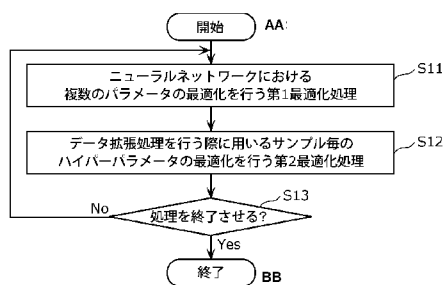 開始 AA:
S11
ニューラルネットワークにおける
複数のパラメータの最適化を行う第1最適化処理
S12
データ拡張処理を行う際に用いるサンプル毎の
ハイパーパラメータの最適化を行う第2最適化処理
S13
No
処理を終了させる?
Yes
終了 BB